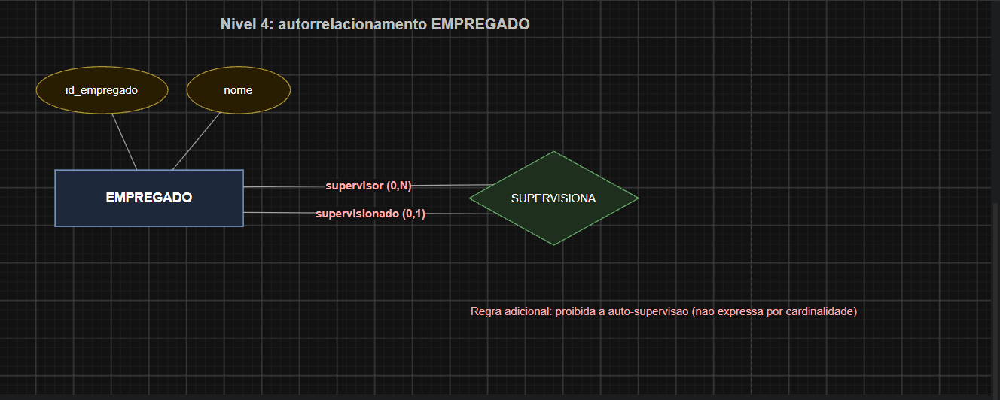 Nivel 4: autorrelacionamento EMPREGADO
id_empregado
nome
EMPREGADO
supervisor (0,N)
supervisionado (0,1)
SUPERVISIONA
Regra adicional: proibida a auto-supervisao (nao expressa por cardinalidade)